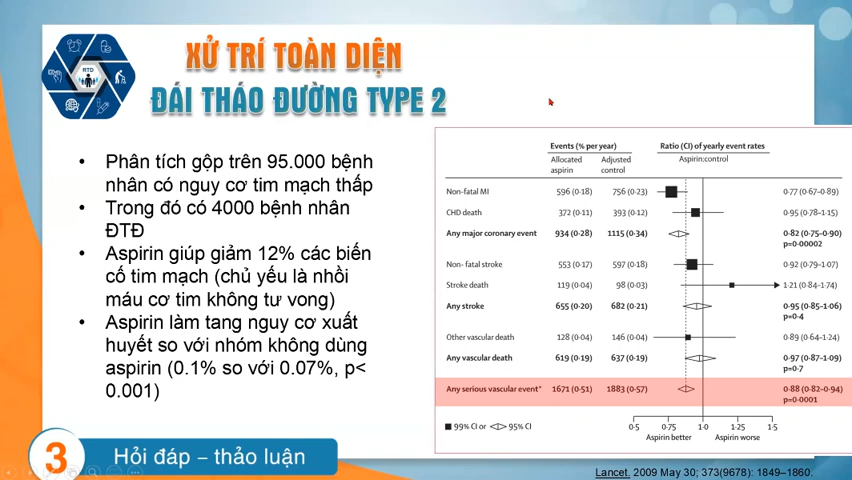 RTD
XỬ TRÍ TOÀN DIỆN
ĐÁI THÁO ĐƯỜNG TYPE 2
• Phân tích gộp trên 95.000 bệnh
nhân có nguy cơ tim mạch thấp
• Trong đó có 4000 bệnh nhân
ĐTĐ
• Aspirin giúp giảm 12% các biến
cố tim mạch (chủ yếu là nhồi
máu cơ tim không tư vong)
• Aspirin làm tang nguy cơ xuất
huyết so với nhóm không dùng
aspirin (0.1% so với 0.07%, p<
0.001)
Events (% per year) Ratio (CI) of yearly event rates
Allocated aspirin Adjusted control Aspirin:control
Non-fatal MI 596 (0·18) 756 (0·23) 0·77 (0·67–0·89)
CHD death 372 (0·11) 393 (0·12) 0·95 (0·78–1·15)
Any major coronary event 934 (0·28) 1115 (0·34) 0·82 (0·75–0·90)
p=0·00002
Non- fatal stroke 553 (0·17) 597 (0·18) 0·92 (0·79–1·07)
Stroke death 119 (0·04) 98 (0·03) 1·21 (0·84–1·74)
Any stroke 655 (0·20) 682 (0·21) 0·95 (0·85–1·06)
p=0·4
Other vascular death 128 (0·04) 146 (0·04) 0·89 (0·64–1·24)
Any vascular death 619 (0·19) 637 (0·19) 0·97 (0·87–1·09)
p=0·7
Any serious vascular event* 1671 (0·51) 1883 (0·57) 0·88 (0·82–0·94)
p=0·0001
99% CI or 95% CI
0·5 0·75 1·0 1·25 1·5
Aspirin better Aspirin worse
3 Hỏi đáp – thảo luận
Lancet. 2009 May 30; 373(9678): 1849–1860.